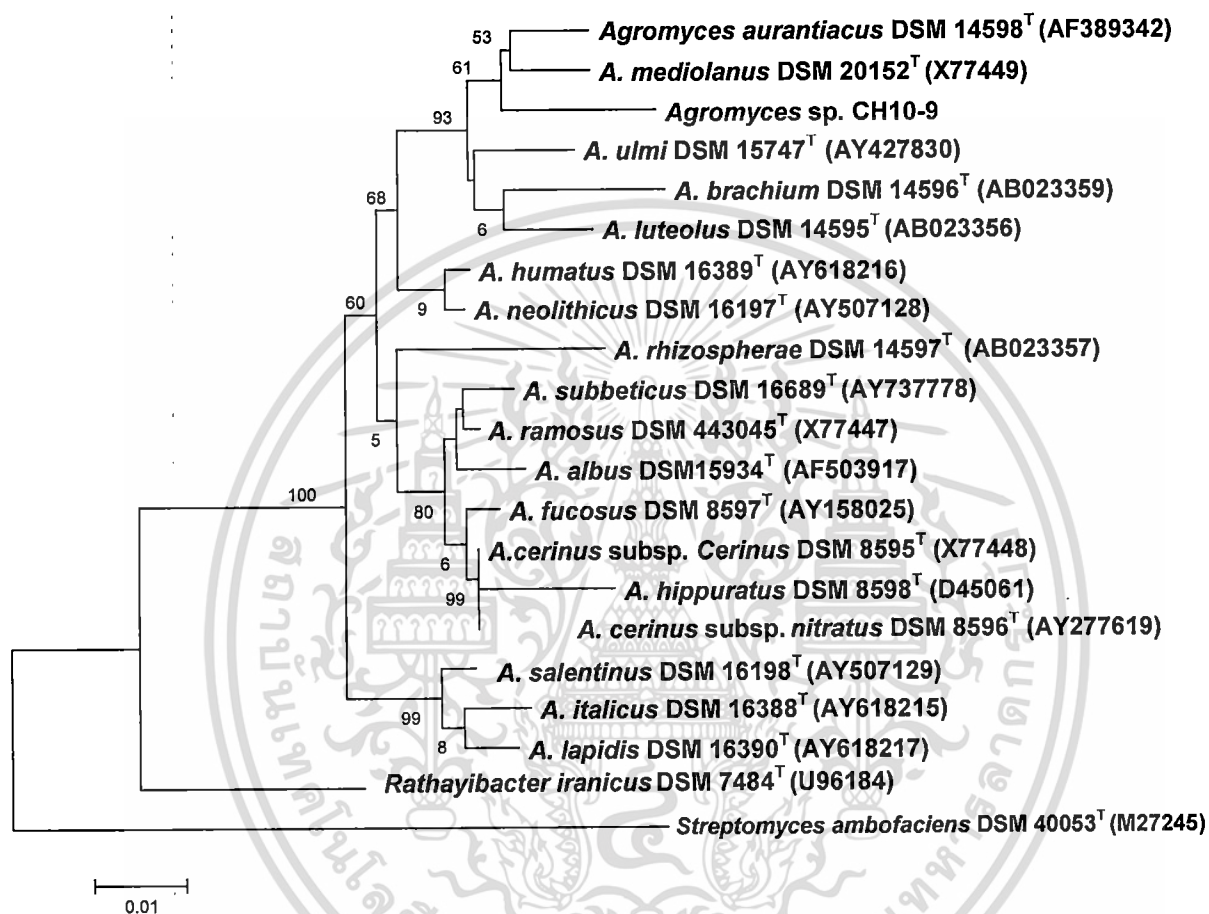 53
Agromyces aurantiacus DSM 14598T (AF389342)
61
A. mediolanus DSM 20152T (X77449)
93
Agromyces sp. CH10-9
A. ulmi DSM 15747T (AY427830)
A. brachium DSM 14596T (AB023359)
68
6
A. luteolus DSM 14595T (AB023356)
A. humatus DSM 16389T (AY618216)
60
9
A. neolithicus DSM 16197T (AY507128)
A. rhizospherae DSM 14597T (AB023357)
A. subbeticus DSM 16689T (AY737778)
5
A. ramosus DSM 443045T (X77447)
A. albus DSM15934T (AF503917)
100
80
A. fucosus DSM 8597T (AY158025)
A.cerinus subsp. Cerinus DSM 8595T (X77448)
6
A. hippuratus DSM 8598T (D45061)
99
A. cerinus subsp. nitratus DSM 8596T (AY277619)
A. salentinus DSM 16198T (AY507129)
99
A. italicus DSM 16388T (AY618215)
8
A. lapidis DSM 16390T (AY618217)
Rathayibacter iranicus DSM 7484T (U96184)
Streptomyces ambofaciens DSM 40053T (M27245)
0.01